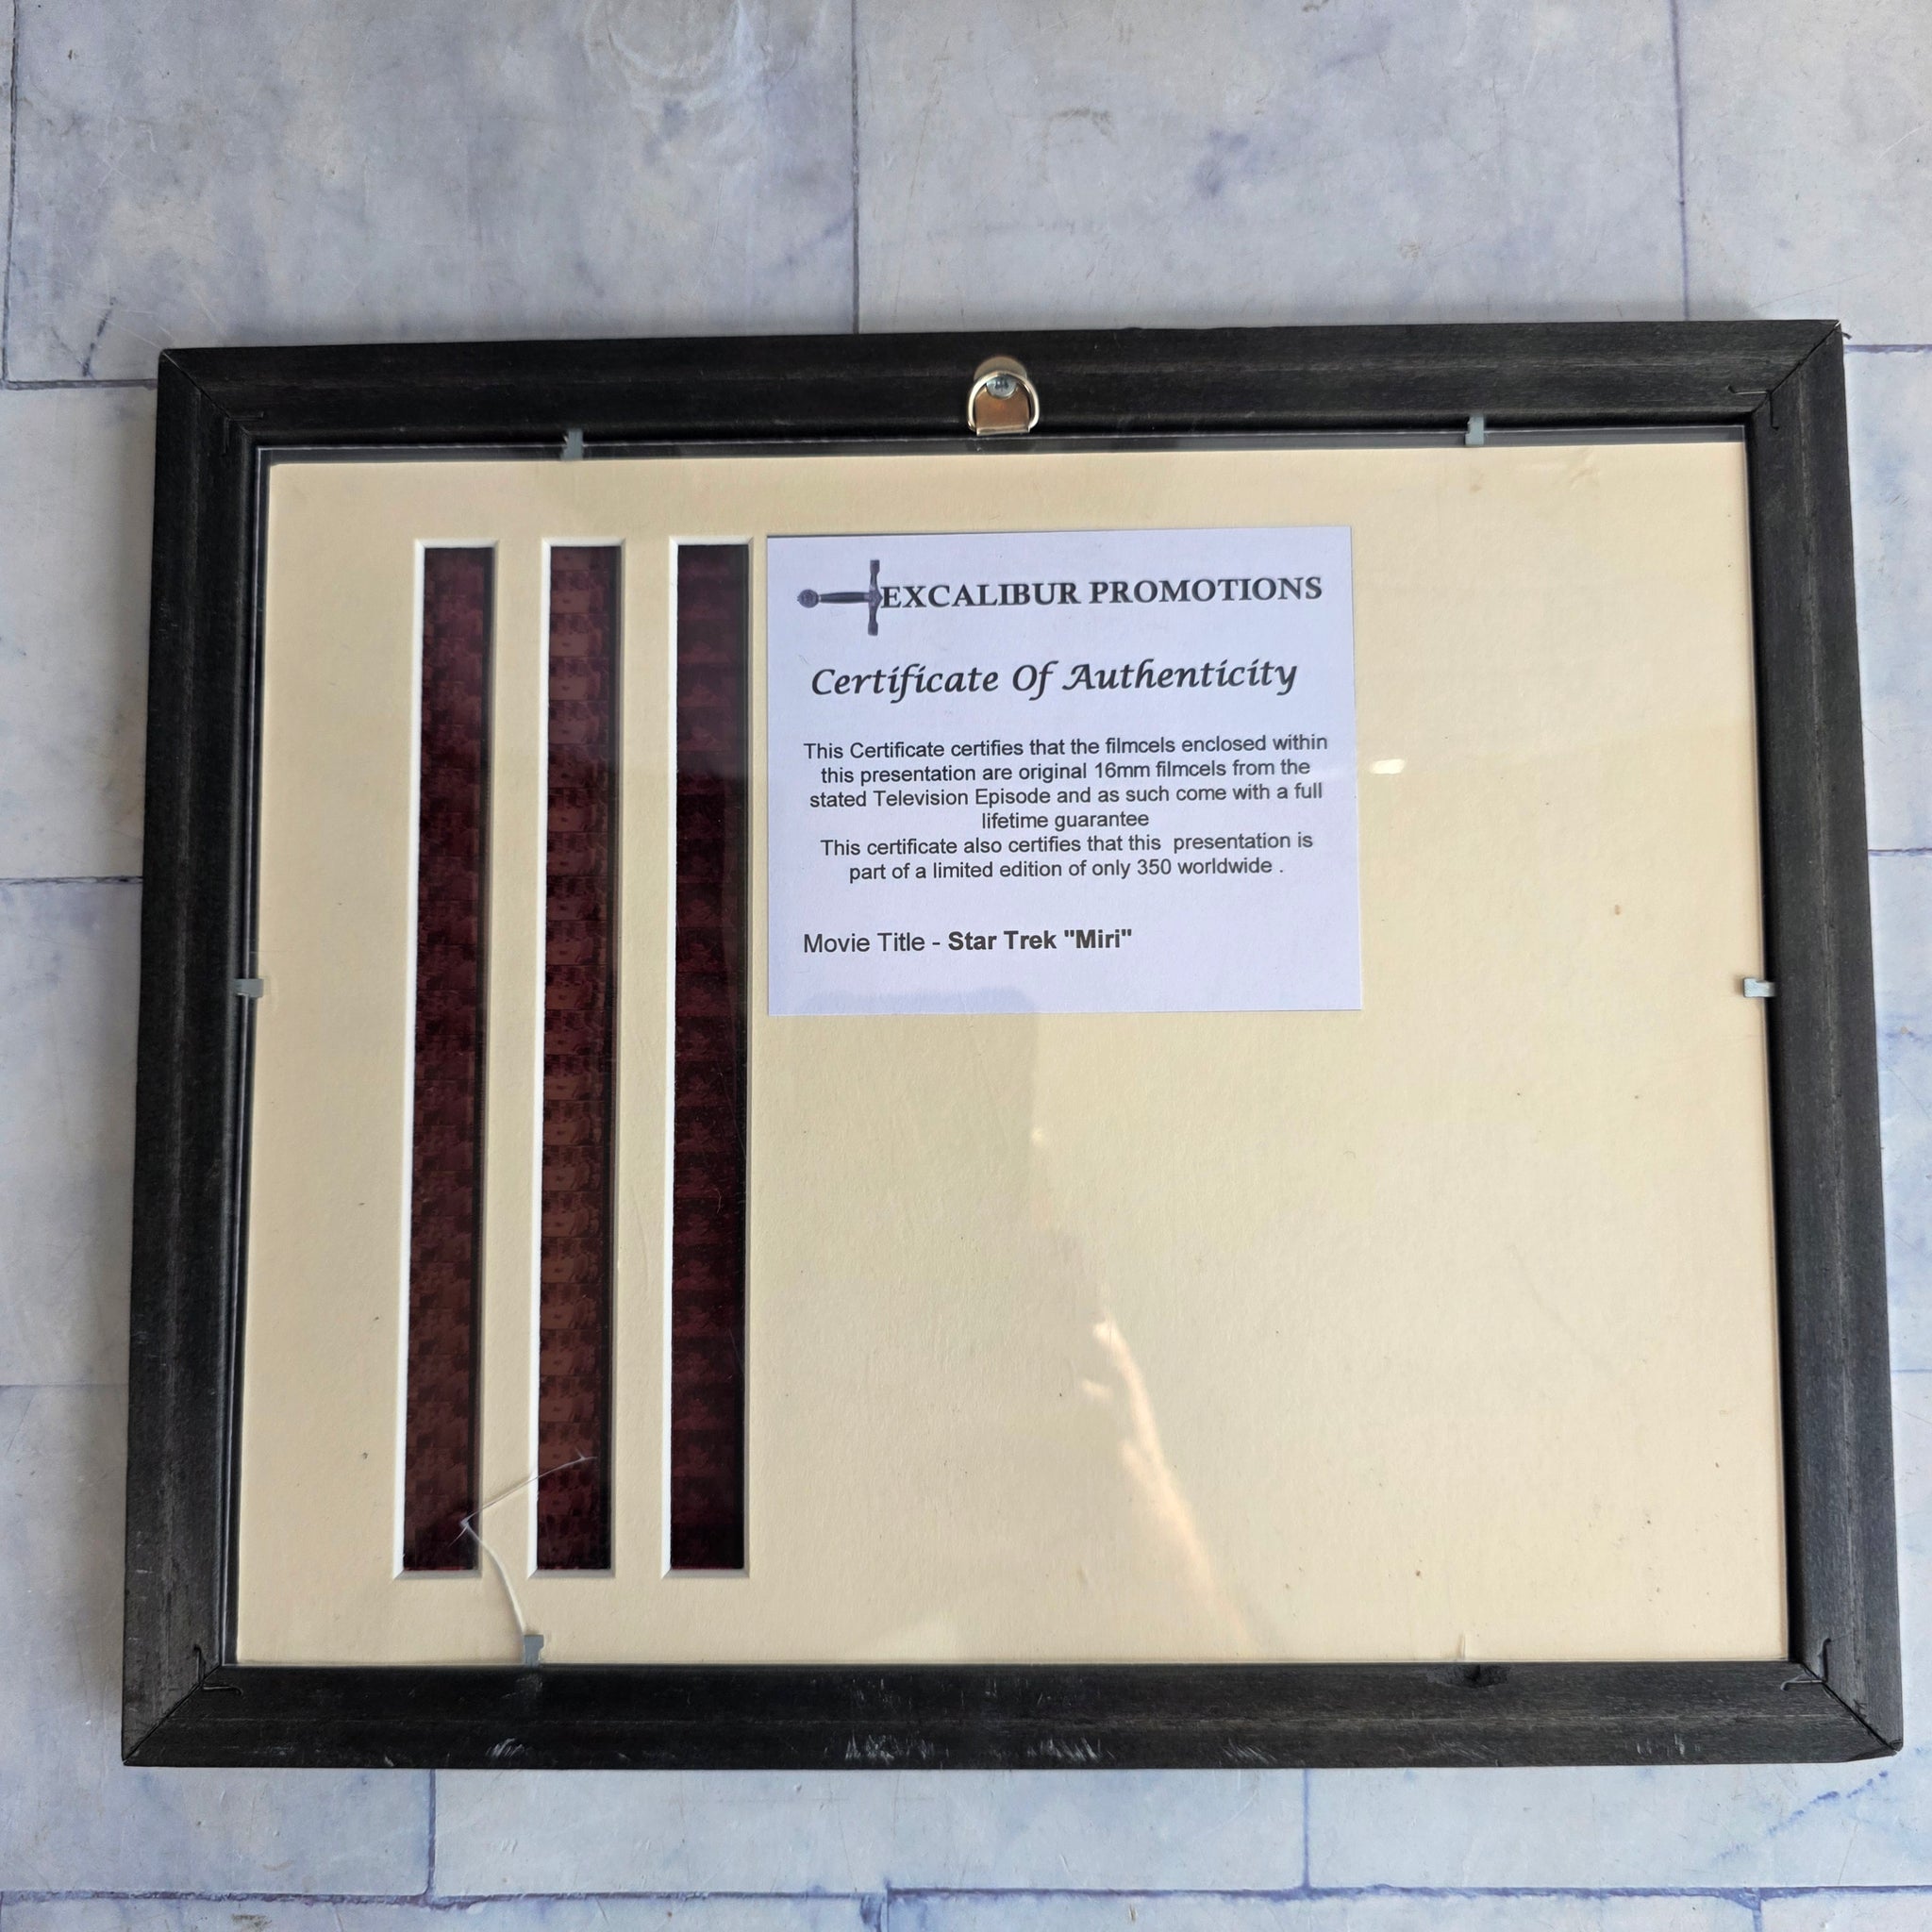 EXCALIBUR PROMOTIONS
Certificate Of Authenticity
This Certificate certifies that the filmcels enclosed within
this presentation are original 16mm filmcels from the
stated Television Episode and as such come with a full
lifetime guarantee
This certificate also certifies that this presentation is
part of a limited edition of only 350 worldwide .
Movie Title - Star Trek "Miri"